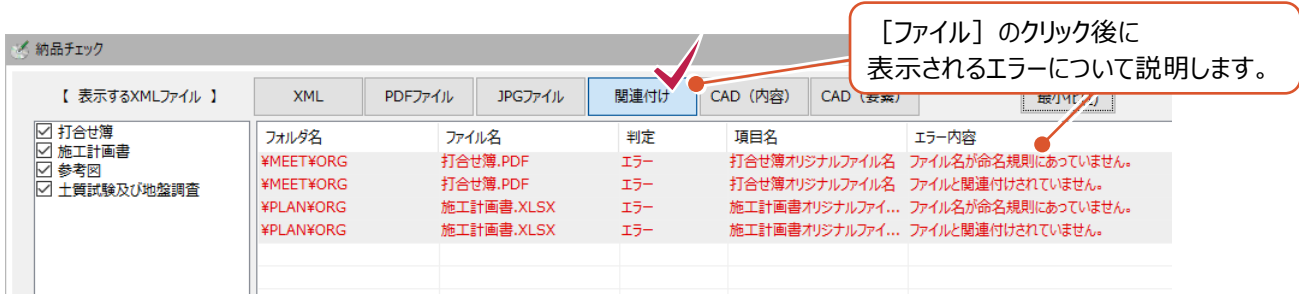 ［ファイル］のクリック後に
表示されるエラーについて説明します。
納品チェック
【 表示するXMLファイル 】 XML PDFファイル JPGファイル 関連付け CAD（内容） CAD（要素）
打合せ簿
施工計画書
参考図
土質試験及び地盤調査
フォルダ名 ファイル名 判定 項目名 エラー内容
¥MEET¥ORG 打合せ簿.PDF エラー 打合せ簿オリジナルファイル名 ファイル名が命名規則にあっていません。
¥MEET¥ORG 打合せ簿.PDF エラー 打合せ簿オリジナルファイル名 ファイルと関連付けされていません。
¥PLAN¥ORG 施工計画書.XLSX エラー 施工計画書オリジナルファイ... ファイル名が命名規則にあっていません。
¥PLAN¥ORG 施工計画書.XLSX エラー 施工計画書オリジナルファイ... ファイルと関連付けされていません。